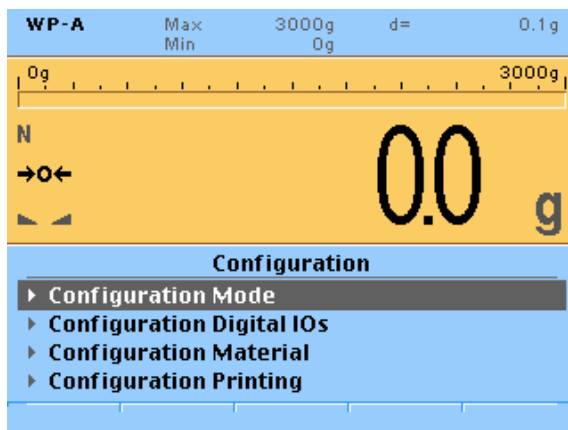 WP-A Max 3000g d= 0.1g
Min 0g
0g 3000g
N
→0←
0.0 g
Configuration
Configuration Mode
Configuration Digital IOs
Configuration Material
Configuration Printing